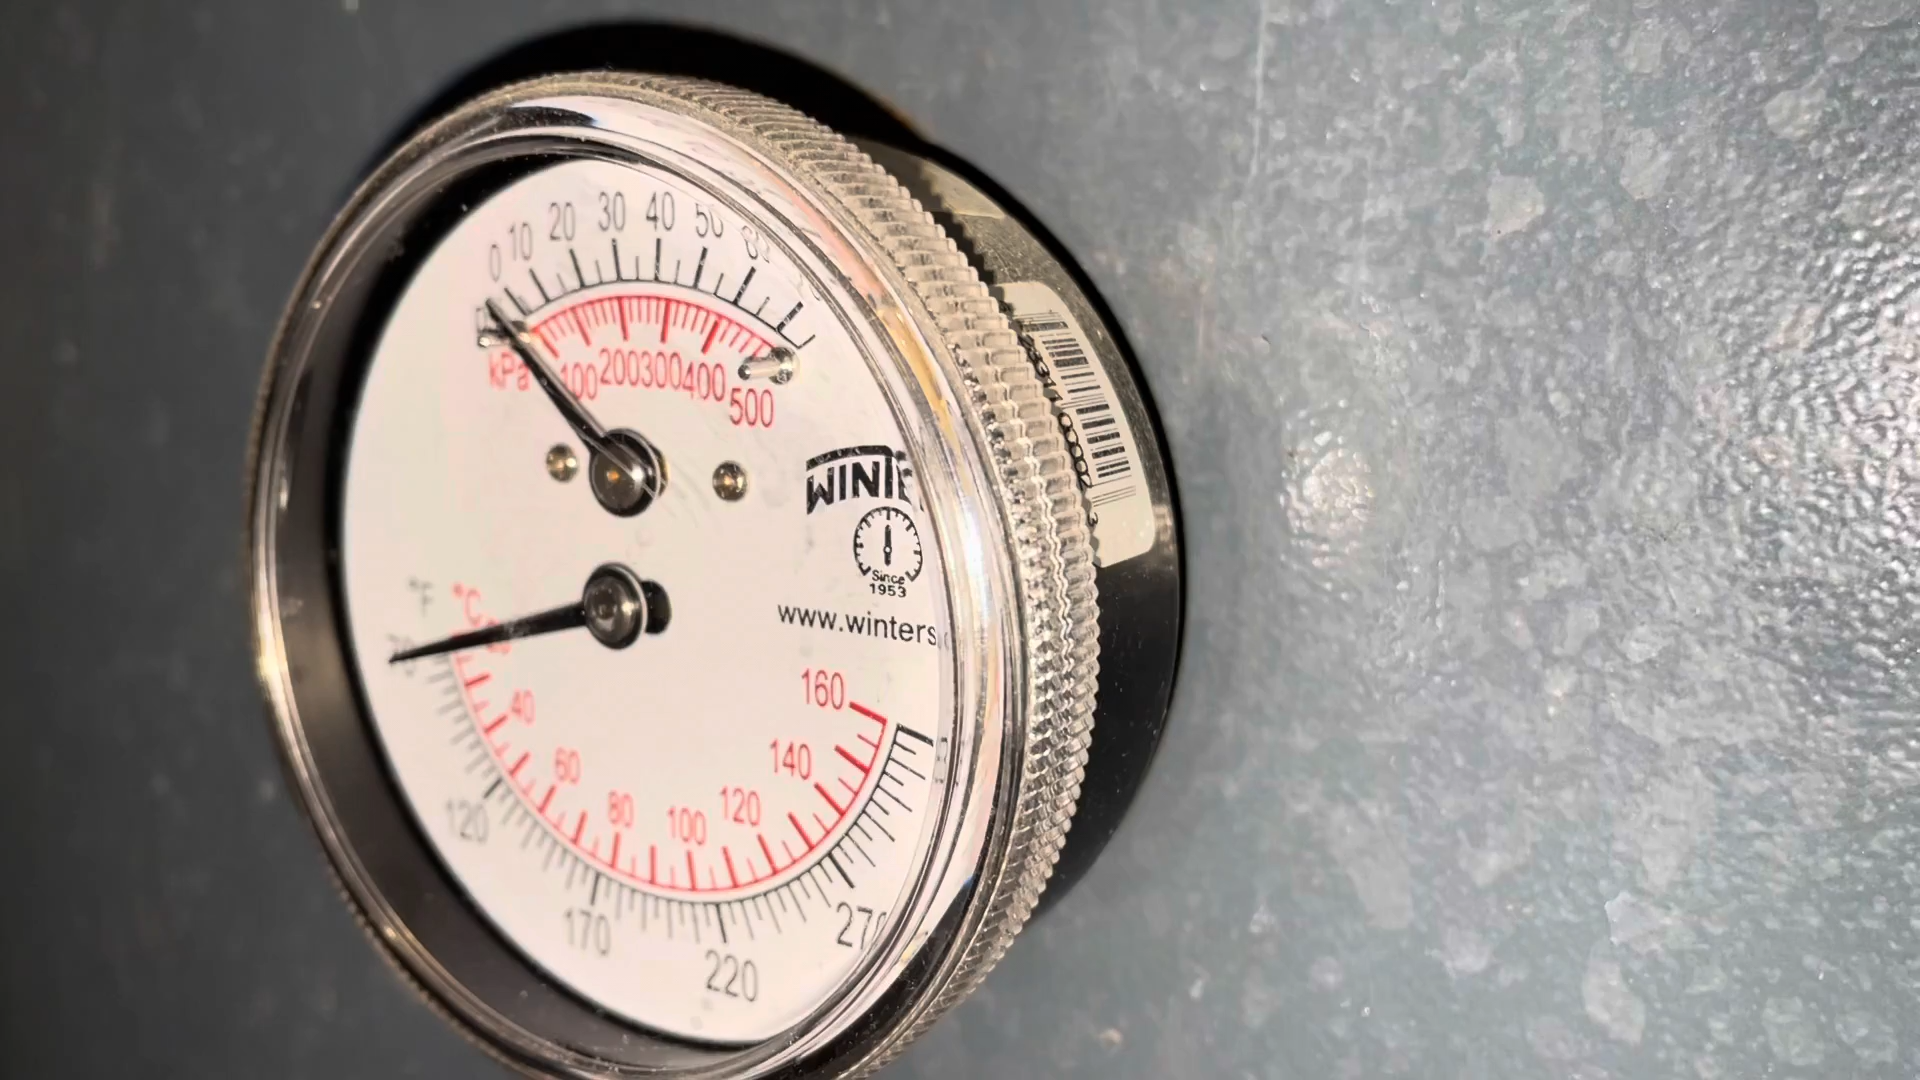 0 10 20 30 40 50
kPa 100 200 300 400 500
WINTE
Since
1953
www.winters
°F °C
40 60 80 100 120 140 160
120 170 220 270